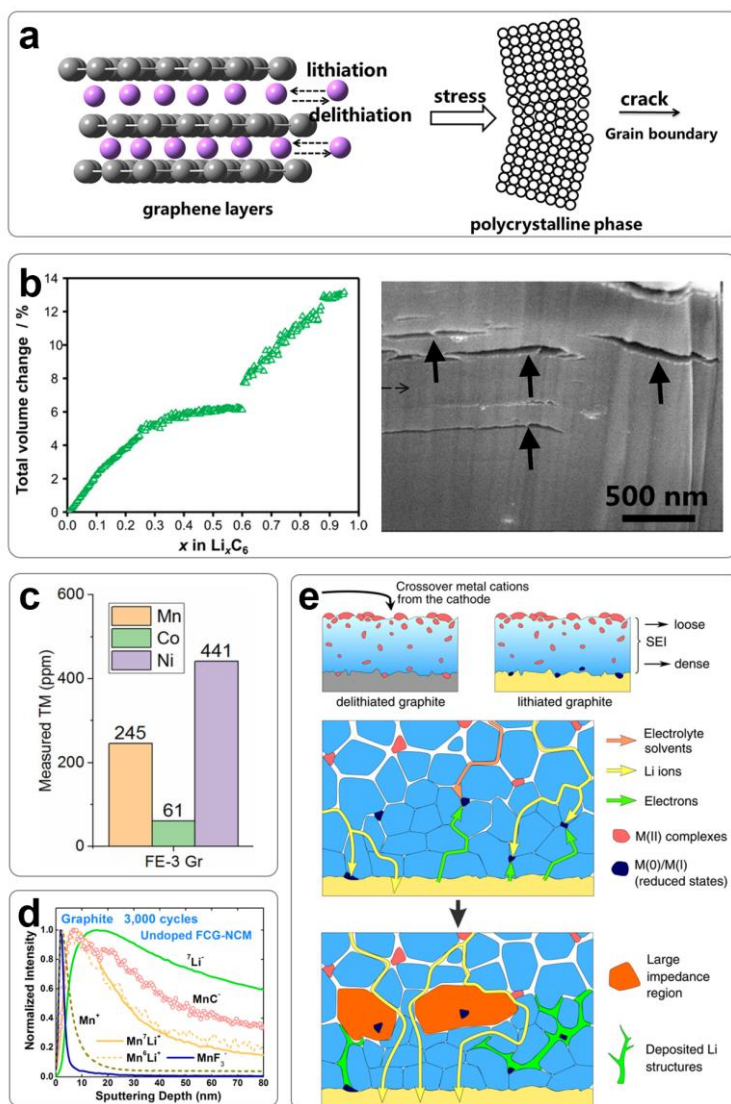 a
lithiation
delithiation
graphene layers
stress
polycrystalline phase
crack
Grain boundary
b
Total volume change / %
14
12
10
8
6
4
2
0
0.0 0.1 0.2 0.3 0.4 0.5 0.6 0.7 0.8 0.9 1.0
x in LiₓC₆
500 nm
c
Measured TM (ppm)
600
400
200
0
Mn
Co
Ni
245
61
441
FE-3 Gr
d
Graphite 3,000 cycles
Undoped FCG-NCM
Normalized Intensity
1.0
0.8
0.6
0.4
0.2
0.0
⁷Li⁻
MnC⁻
Mn⁺
Mn⁷Li⁺
Mn⁶Li⁺
MnF₃⁻
0 10 20 30 40 50 60 70 80
Sputtering Depth (nm)
e
Crossover metal cations
from the cathode
loose
SEI
dense
delithiated graphite
lithiated graphite
Electrolyte
solvents
Li ions
Electrons
M(II) complexes
M(0)/M(I)
(reduced states)
Large
impedance
region
Deposited Li
structures